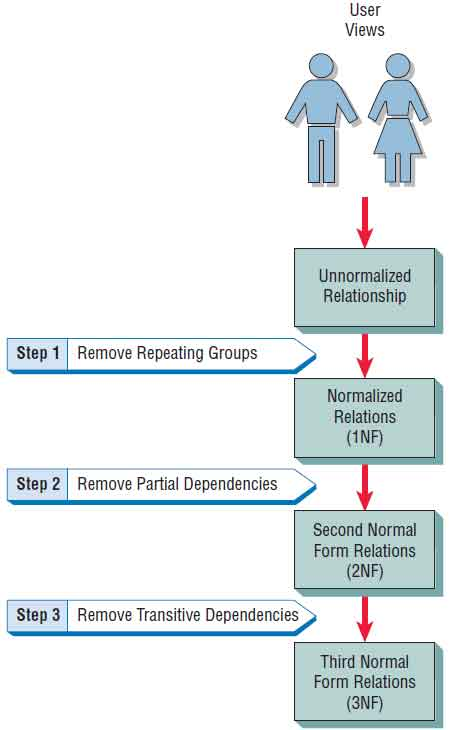 User
Views
Unnormalized
Relationship
Step 1 Remove Repeating Groups
Normalized
Relations
(1NF)
Step 2 Remove Partial Dependencies
Second Normal
Form Relations
(2NF)
Step 3 Remove Transitive Dependencies
Third Normal
Form Relations
(3NF)